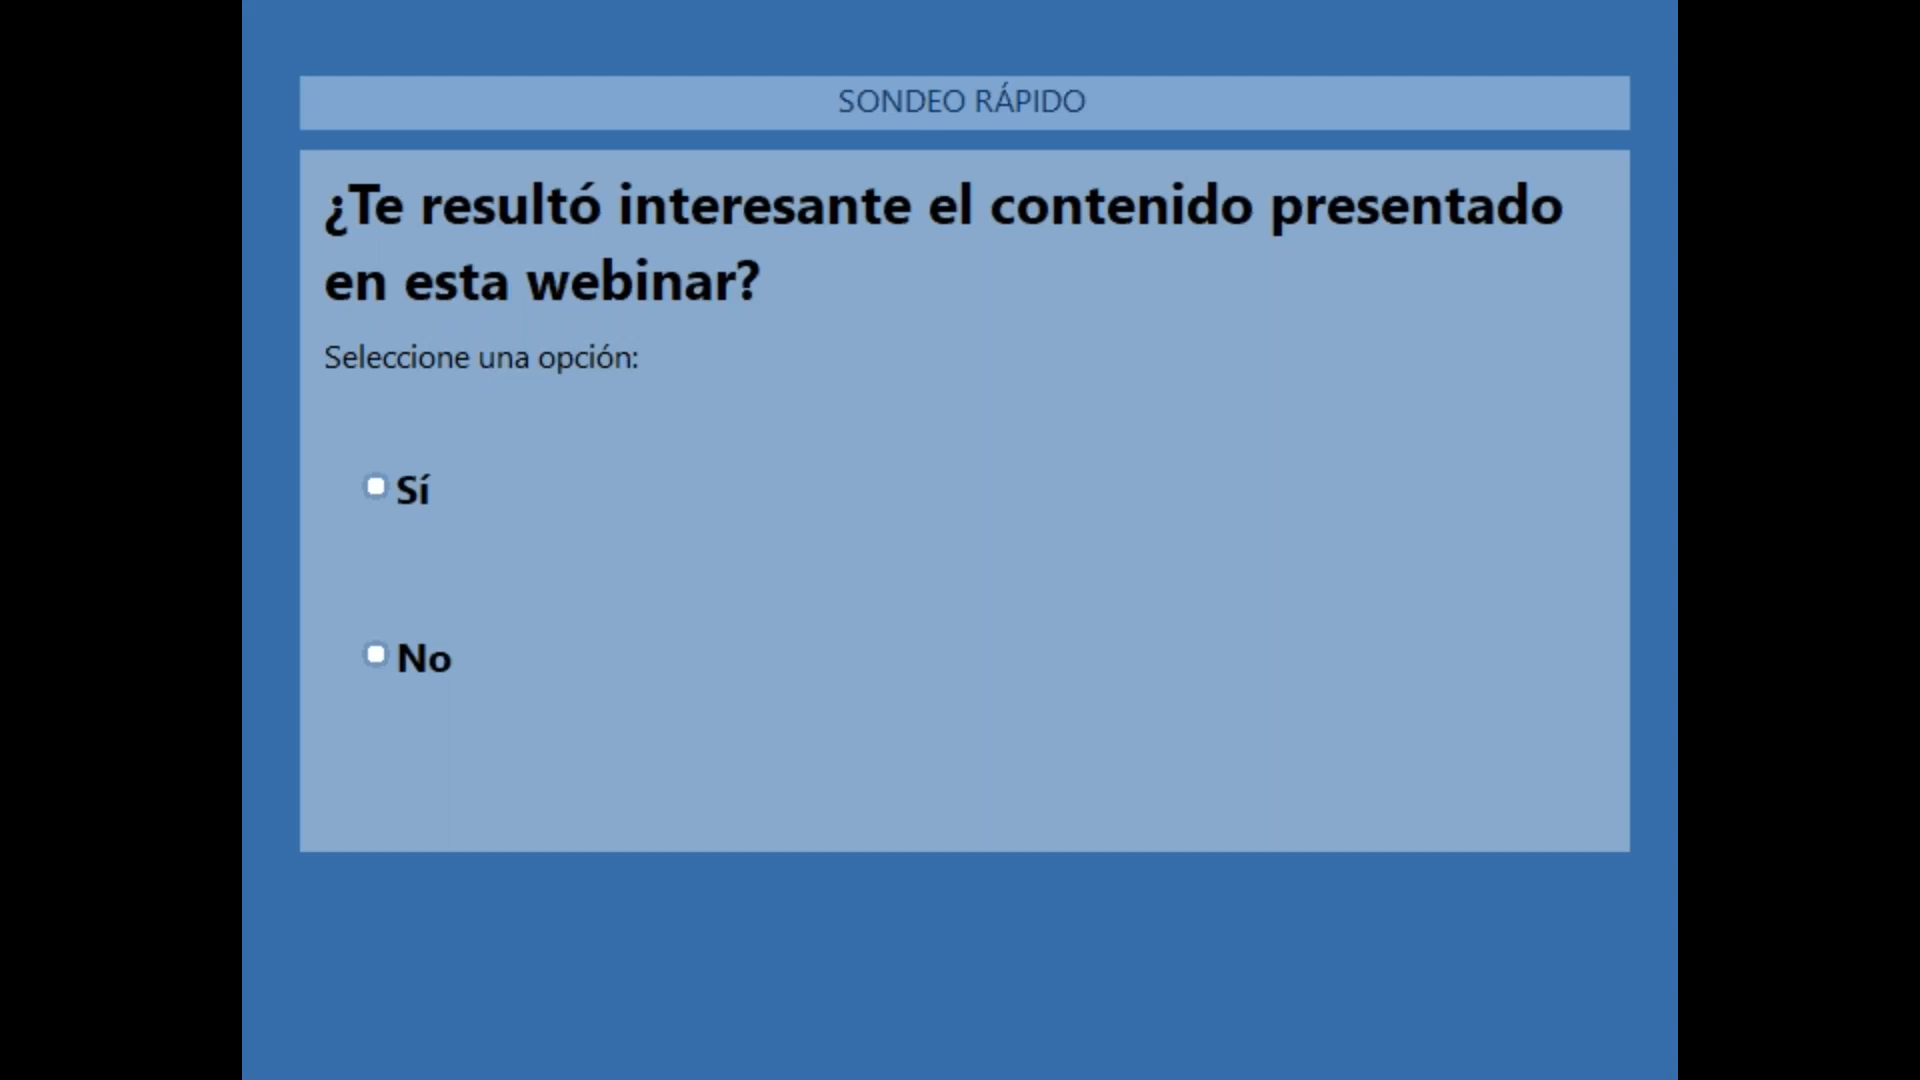 SONDEO RÁPIDO
¿Te resultó interesante el contenido presentado
en esta webinar?
Seleccione una opción:
Sí
No